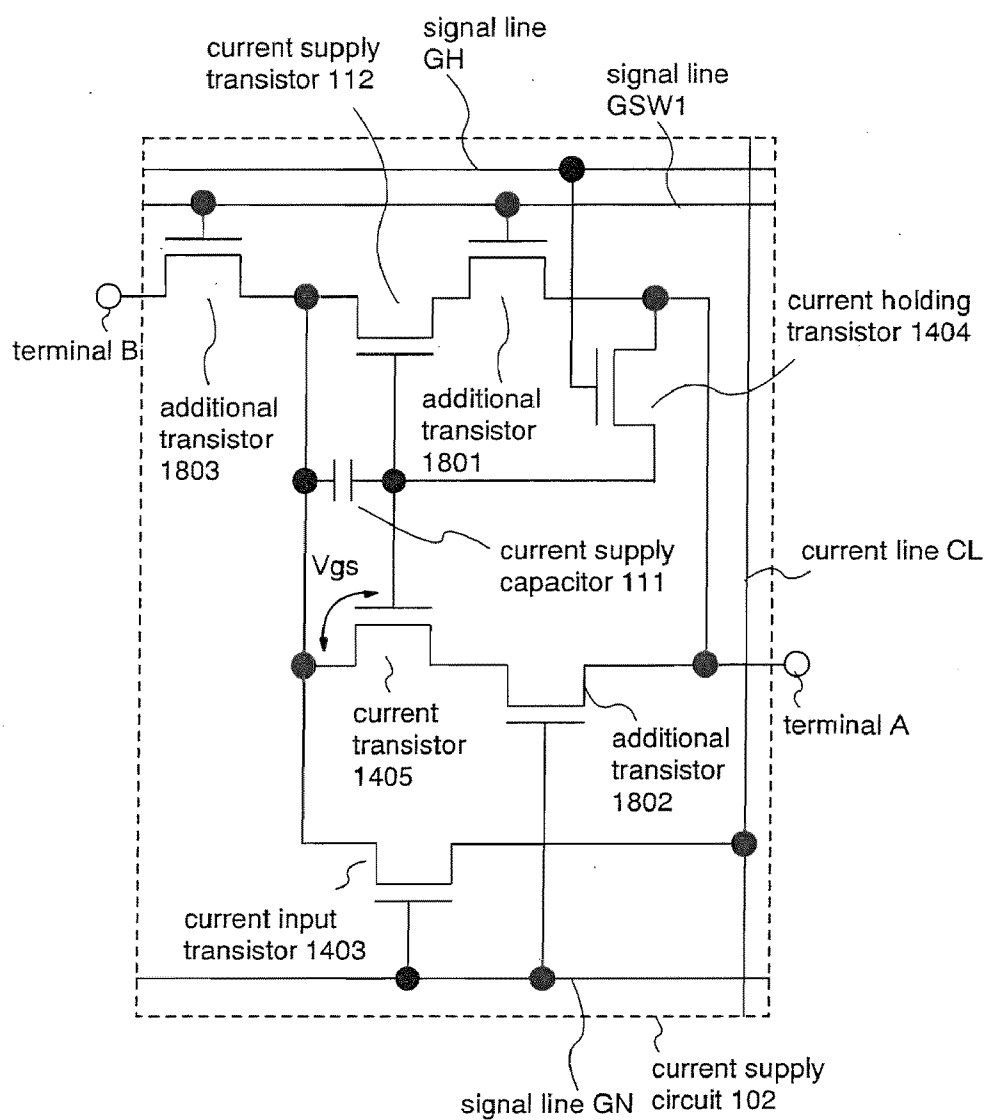 signal line
GH
current supply
transistor 112
signal line
GSW1
terminal B
current holding
transistor 1404
additional
transistor
1803
additional
transistor
1801
current supply
capacitor 111
current line CL
Vgs
current
transistor
1405
additional
transistor
1802
terminal A
current input
transistor 1403
current supply
circuit 102
signal line GN